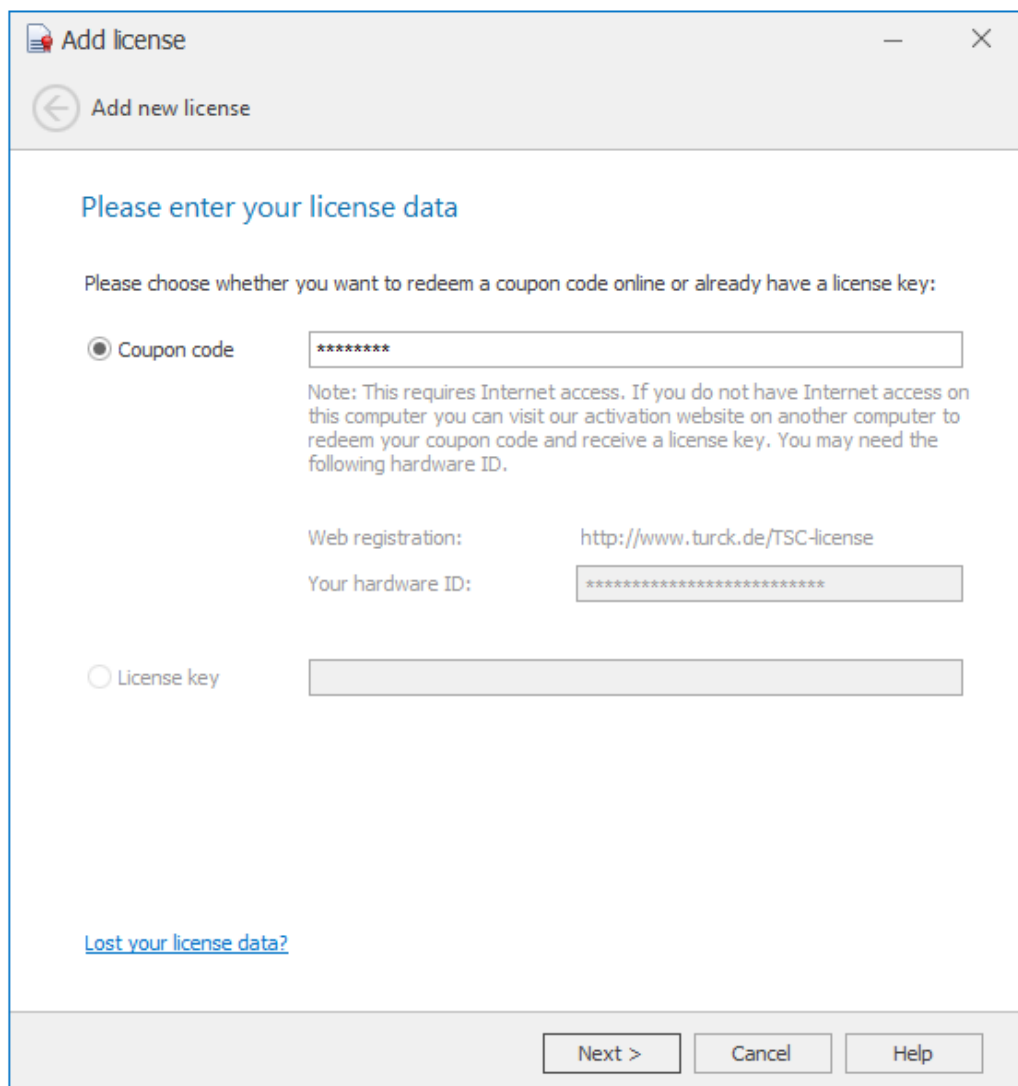 Add license
Add new license
Please enter your license data
Please choose whether you want to redeem a coupon code online or already have a license key:
Coupon code ********
Note: This requires Internet access. If you do not have Internet access on
this computer you can visit our activation website on another computer to
redeem your coupon code and receive a license key. You may need the
following hardware ID.
Web registration: http://www.turck.de/TSC-license
Your hardware ID: **************************
License key
Lost your license data?
Next > Cancel Help